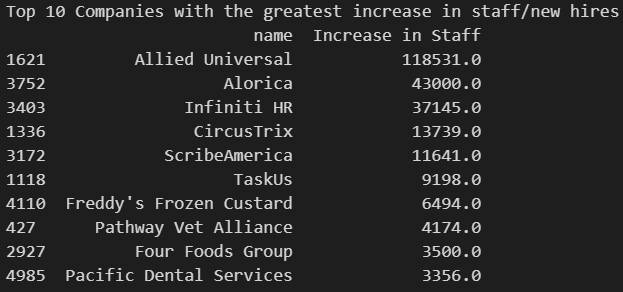 Top 10 Companies with the greatest increase in staff/new hires
name Increase in Staff
1621 Allied Universal 118531.0
3752 Alorica 43000.0
3403 Infiniti HR 37145.0
1336 CircusTrix 13739.0
3172 ScribeAmerica 11641.0
1118 TaskUs 9198.0
4110 Freddy's Frozen Custard 6494.0
427 Pathway Vet Alliance 4174.0
2927 Four Foods Group 3500.0
4985 Pacific Dental Services 3356.0